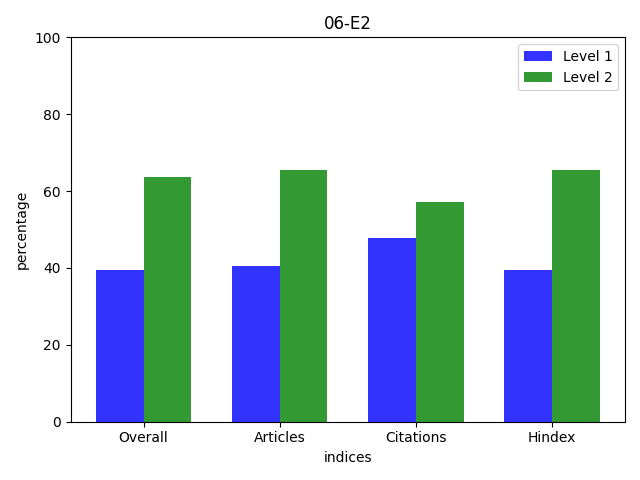 06-E2
100
80
60
40
20
0
percentage
Level 1
Level 2
Overall
Articles
Citations
Hindex
indices